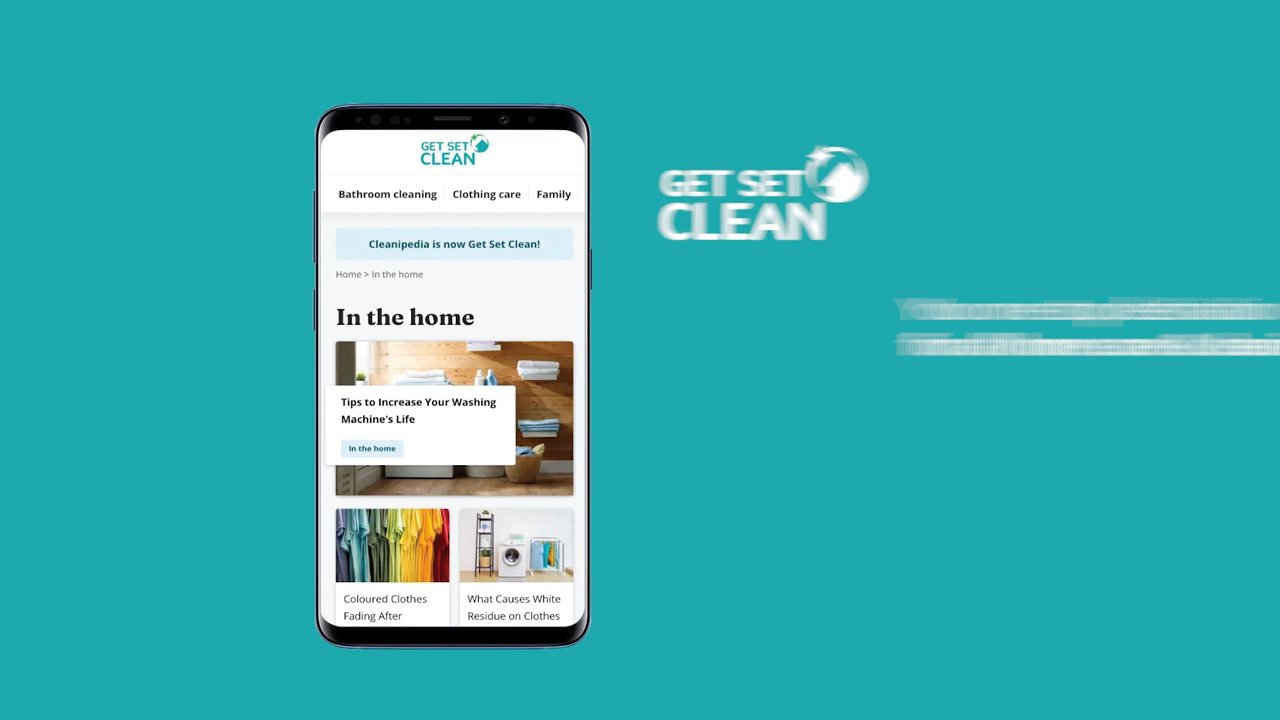 GET SET
CLEAN
Bathroom cleaning
Clothing care
Family
Cleanipedia is now Get Set Clean!
Home > In the home
In the home
Tips to Increase Your Washing
Machine's Life
In the home
Coloured Clothes
Fading After
What Causes White
Residue on Clothes
GET SET
CLEAN